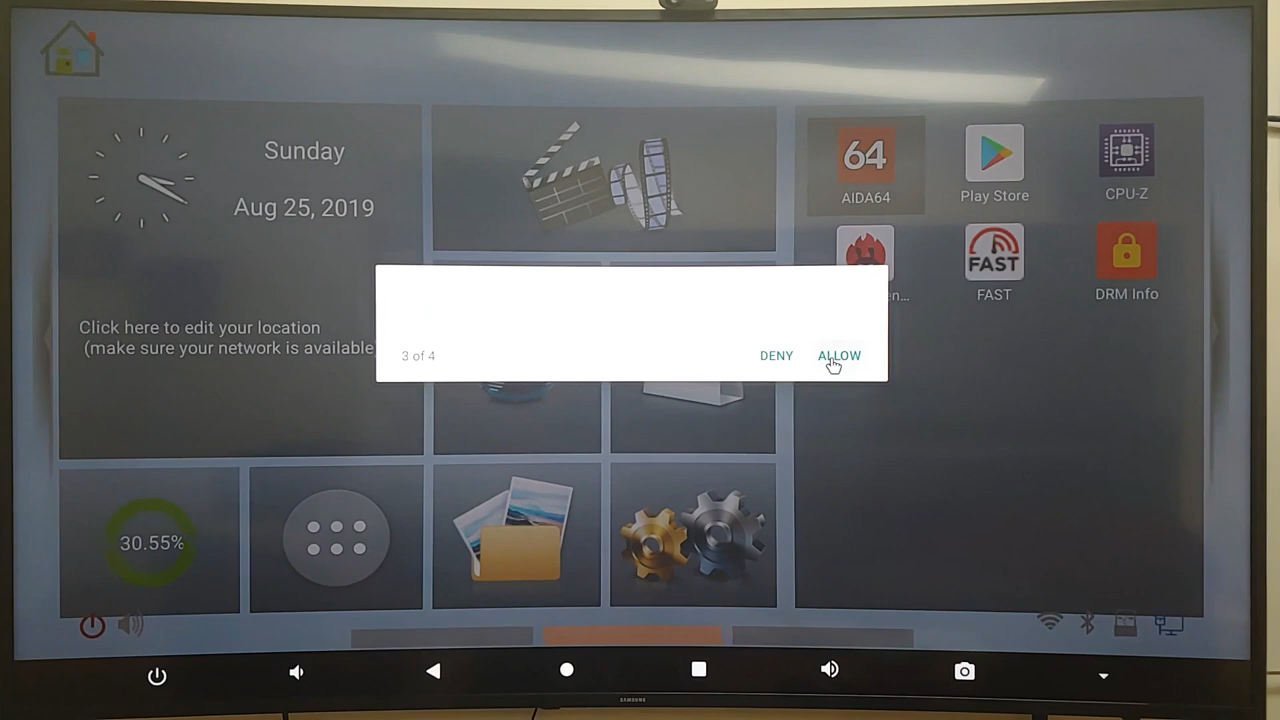 Sunday
Aug 25, 2019
Click here to edit your location
(make sure your network is available
30.55%
64
AIDA64
Play Store
CPU-Z
en...
FAST
FAST
DRM Info
3 of 4
DENY
ALLOW
SAMSUNG